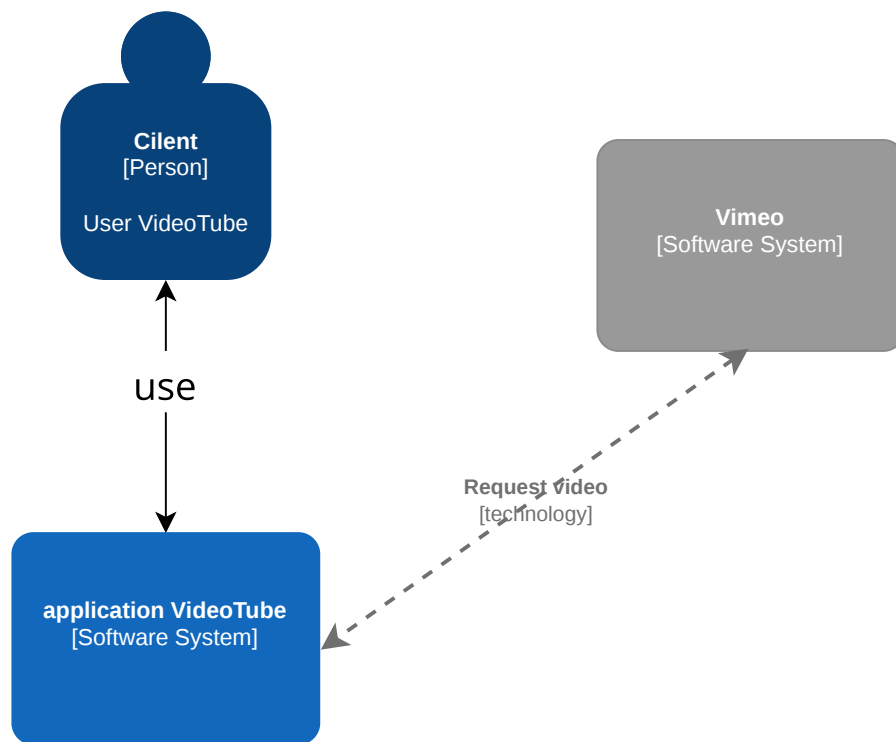 Cilent
[Person]
User VideoTube
Vimeo
[Software System]
use
Request video
[technology]
application VideoTube
[Software System]